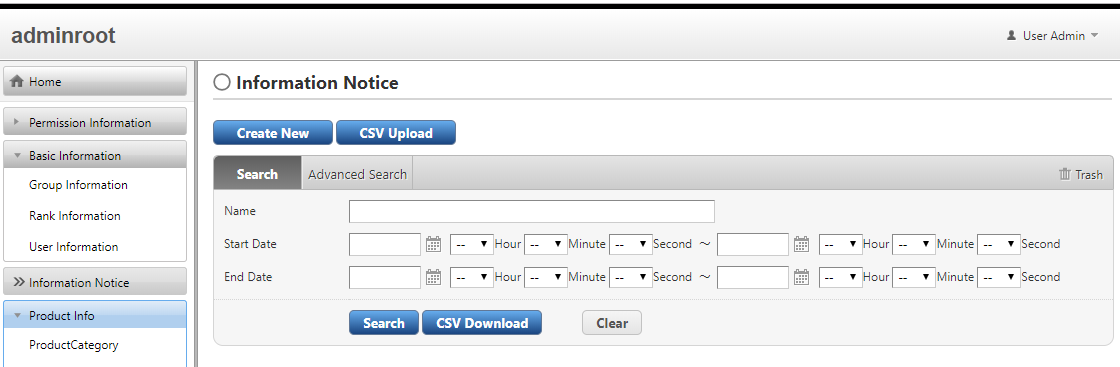 adminroot
User Admin
Home
Permission Information
Basic Information
Group Information
Rank Information
User Information
Information Notice
Product Info
ProductCategory
Information Notice
Create New CSV Upload
Search Advanced Search Trash
Name
Start Date -- Hour -- Minute -- Second ～ -- Hour -- Minute -- Second
End Date -- Hour -- Minute -- Second ～ -- Hour -- Minute -- Second
Search CSV Download Clear